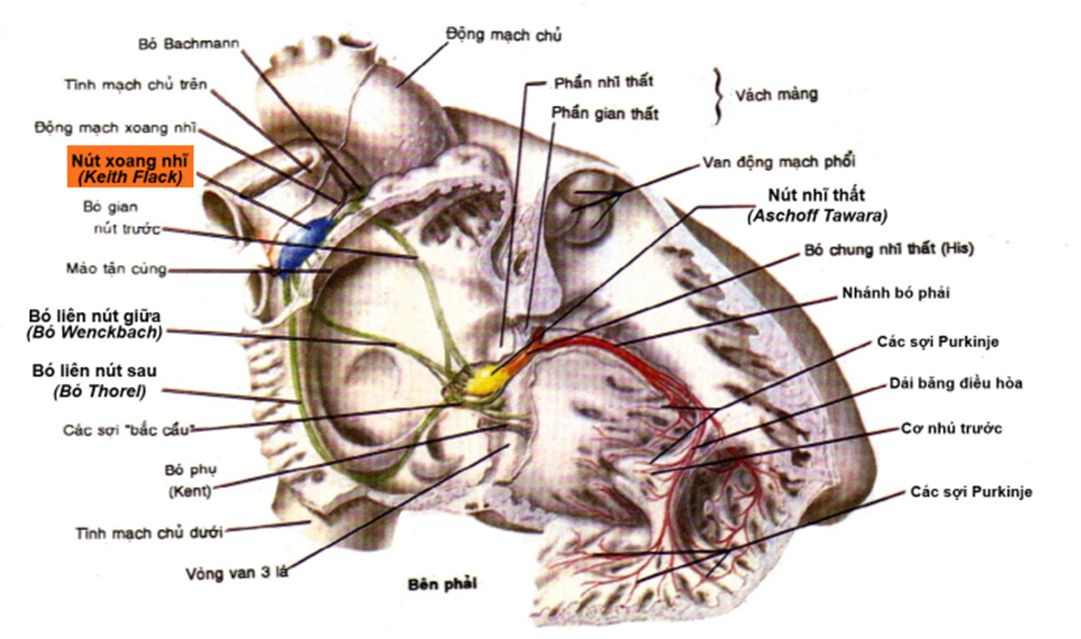 Bó Bachmann
Động mạch chủ
Tĩnh mạch chủ trên
Phần nhĩ thất
Vách màng
Phần gian thất
Động mạch xoang nhĩ
Nút xoang nhĩ
(Keith Flack)
Van động mạch phổi
Nút nhĩ thất
(Aschoff Tawara)
Bó gian
nút trước
Bó chung nhĩ thất (His)
Mào tận cùng
Nhánh bó phải
Bó liên nút giữa
(Bó Wenckbach)
Các sợi Purkinje
Bó liên nút sau
(Bó Thorel)
Dải băng điều hòa
Các sợi "bắc cầu"
Cơ nhú trước
Bó phụ
(Kent)
Các sợi Purkinje
Tĩnh mạch chủ dưới
Vòng van 3 lá
Bên phải